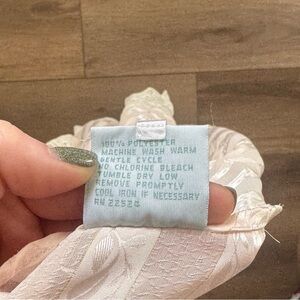 100% POLYESTER
MACHINE WASH WARM
GENTLE CYCLE
NO CHLORINE BLEACH
TUMBLE DRY LOW
REMOVE PROMPTLY
COOL IRON IF NECESSARY
RN 22524